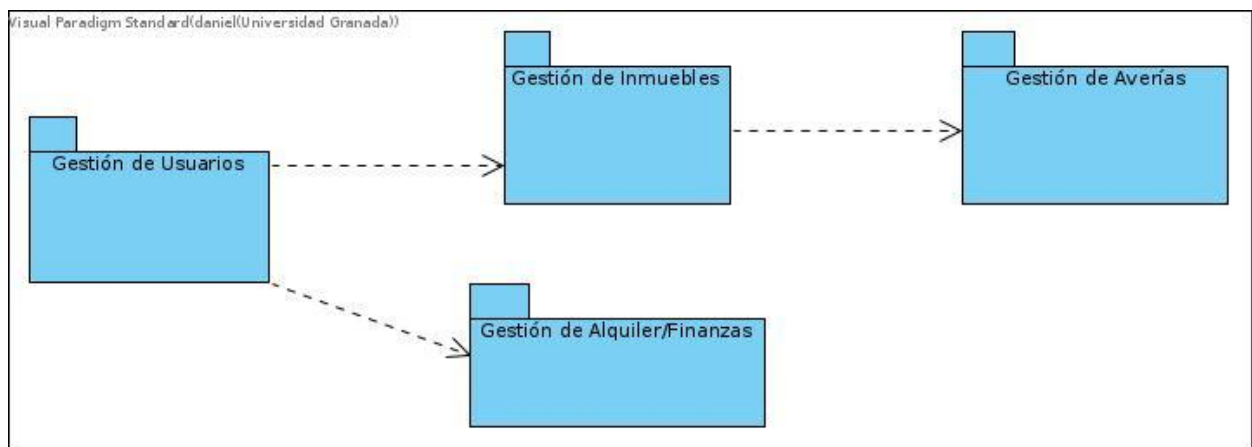 Visual Paradigm Standard(daniel(Universidad Granada))
Gestión de Inmuebles
Gestión de Averías
Gestión de Usuarios
Gestión de Alquiler/Finanzas